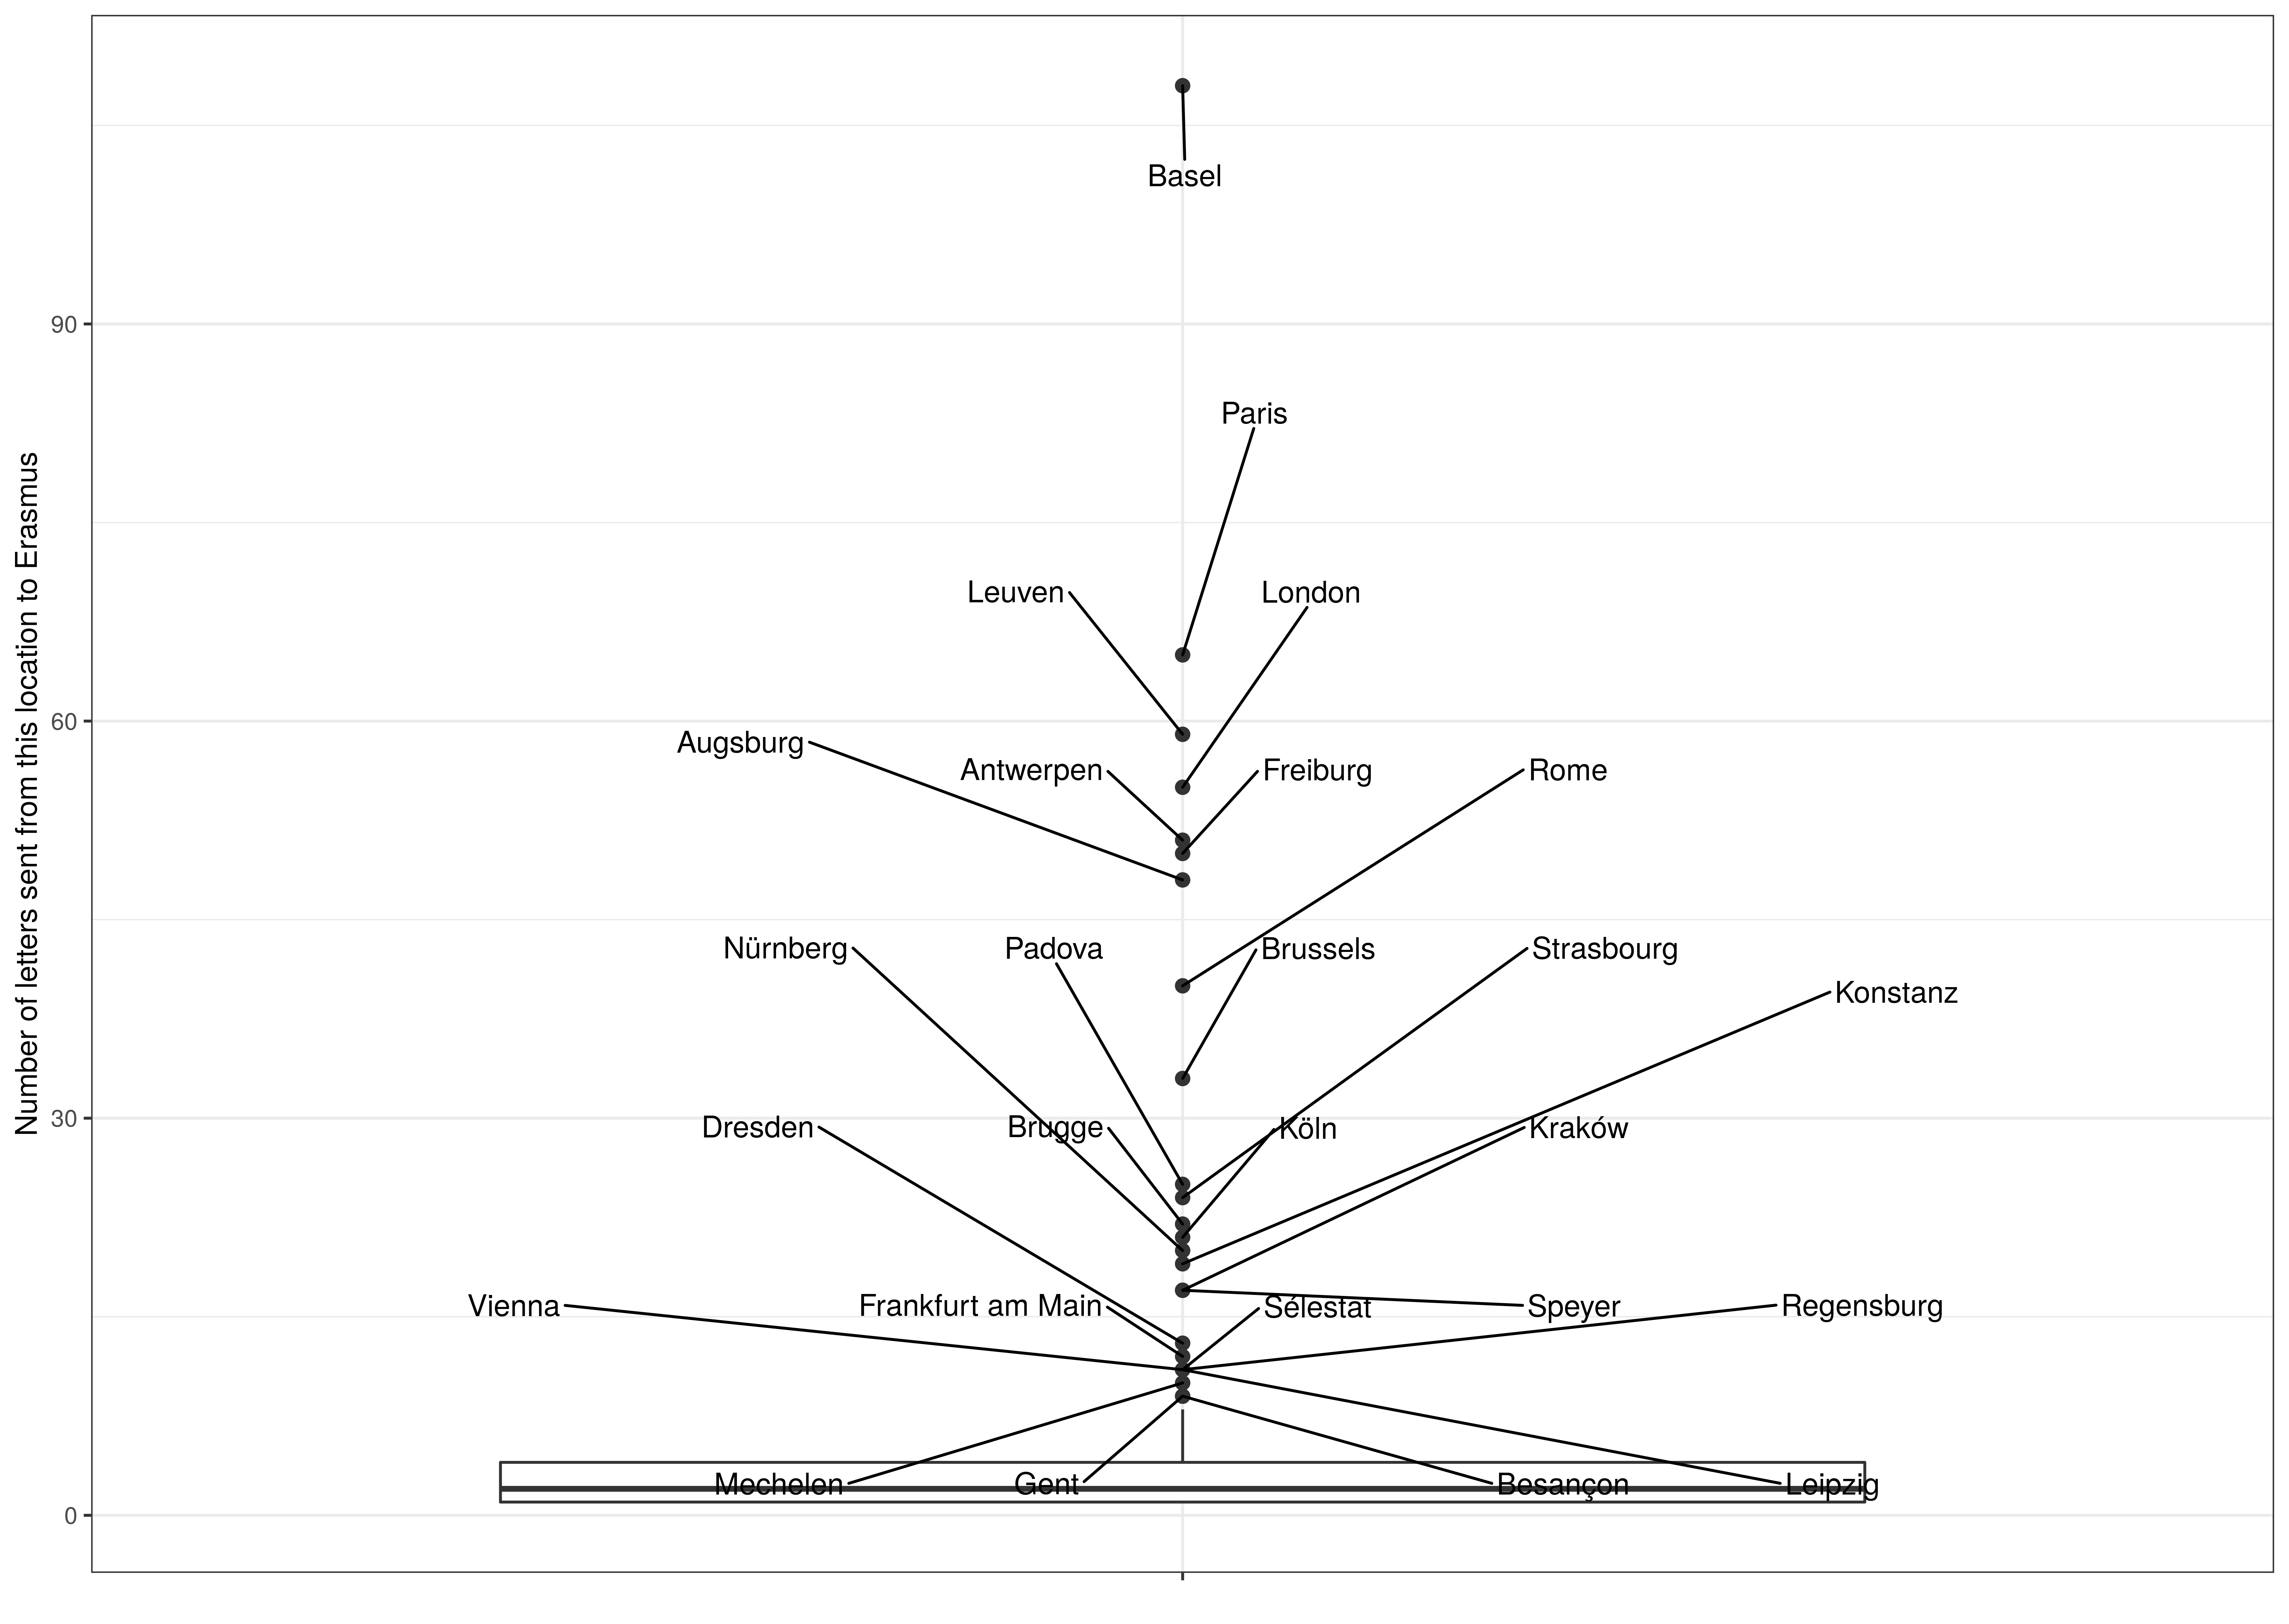 Number of letters sent from this location to Erasmus
90
60
30
0
Basel
Paris
Leuven
London
Augsburg
Antwerpen
Freiburg
Rome
Nürnberg
Padova
Brussels
Strasbourg
Konstanz
Dresden
Brugge
Köln
Kraków
Vienna
Frankfurt am Main
Sélestat
Speyer
Regensburg
Mechelen
Gent
Besançon
Leipzig